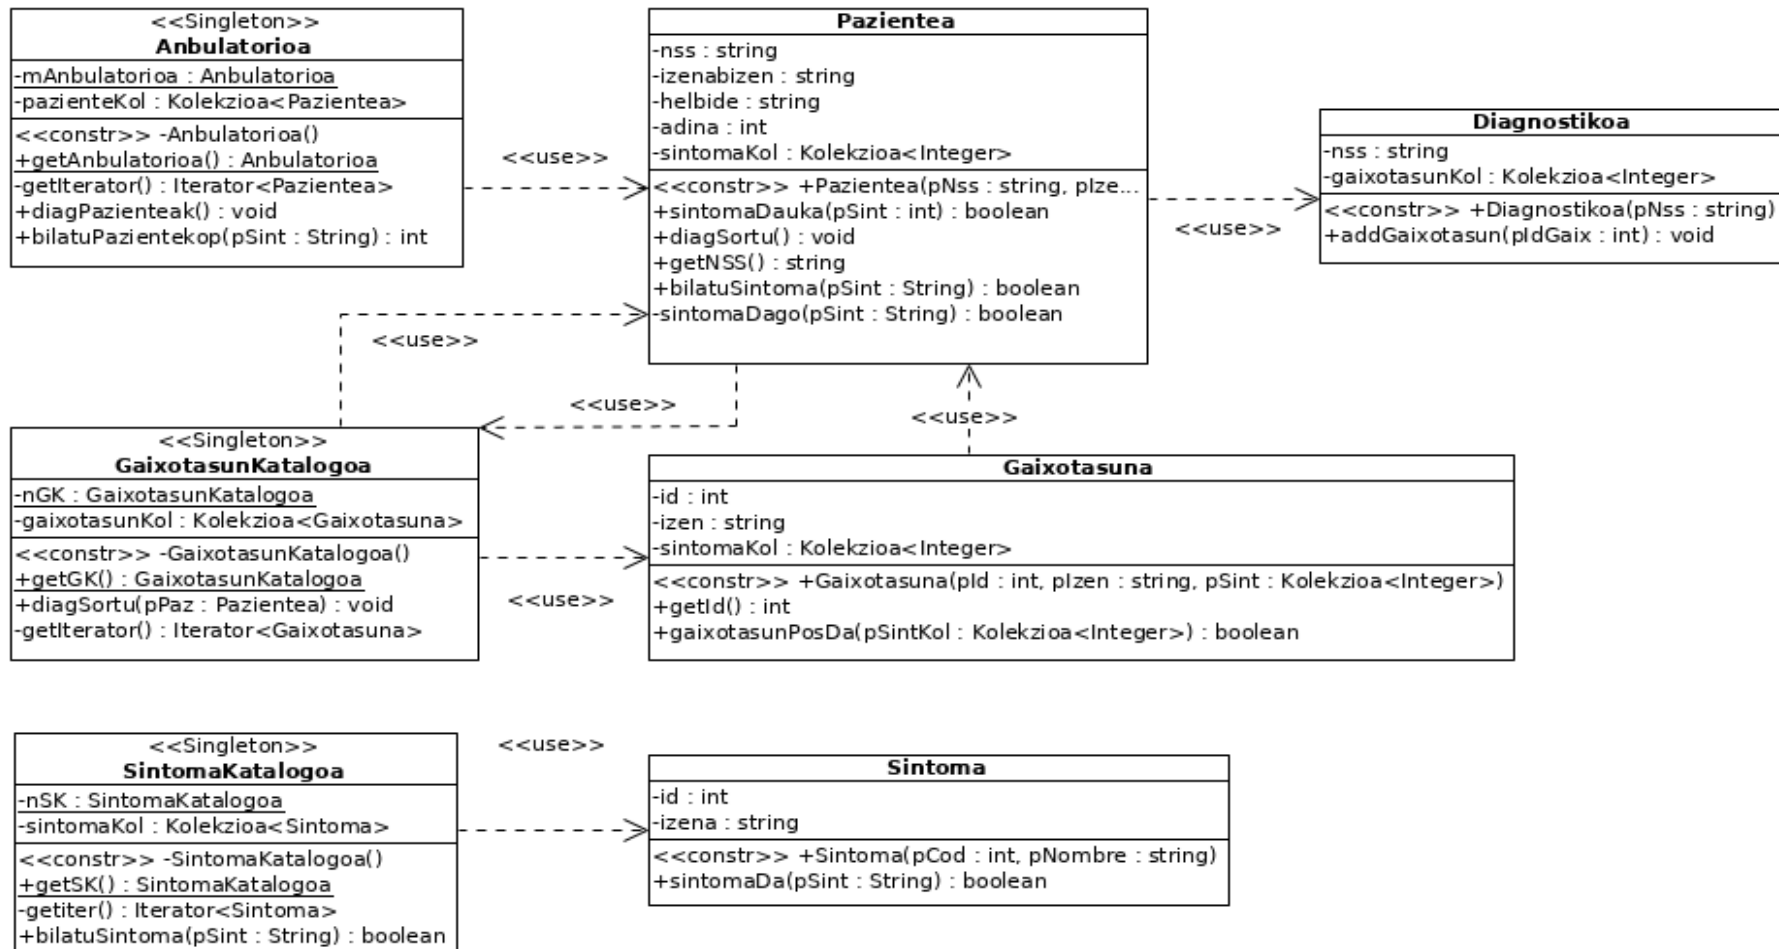 <<Singleton>>
Anbulatorioa
-mAnbulatorioa : Anbulatorioa
-pazienteKol : Kolekzioa<Pazientea>
<<constr>> -Anbulatorioa()
+getAnbulatorioa() : Anbulatorioa
-getIterator() : Iterator<Pazientea>
+diagPazienteak() : void
+bilatuPazientekop(pSint : String) : int
<<use>>
Pazientea
-nss : string
-izenabizen : string
-helbide : string
-adina : int
-sintomaKol : Kolekzioa<Integer>
<<constr>> +Pazientea(pNss : string, pIze...
+sintomaDauka(pSint : int) : boolean
+diagSortu() : void
+getNSS() : string
+bilatuSintoma(pSint : String) : boolean
-sintomaDago(pSint : String) : boolean
<<use>>
Diagnostikoa
-nss : string
-gaixotasunKol : Kolekzioa<Integer>
<<constr>> +Diagnostikoa(pNss : string)
+addGaixotasun(pIdGaix : int) : void
<<use>>
<<use>>
<<use>>
<<Singleton>>
GaixotasunKatalogoa
-nGK : GaixotasunKatalogoa
-gaixotasunKol : Kolekzioa<Gaixotasuna>
<<constr>> -GaixotasunKatalogoa()
+getGK() : GaixotasunKatalogoa
+diagSortu(pPaz : Pazientea) : void
-getIterator() : Iterator<Gaixotasuna>
<<use>>
Gaixotasuna
-id : int
-izen : string
-sintomaKol : Kolekzioa<Integer>
<<constr>> +Gaixotasuna(pId : int, pIzen : string, pSint : Kolekzioa<Integer>)
+getId() : int
+gaixotasunPosDa(pSintKol : Kolekzioa<Integer>) : boolean
<<Singleton>>
SintomaKatalogoa
-nSK : SintomaKatalogoa
-sintomaKol : Kolekzioa<Sintoma>
<<constr>> -SintomaKatalogoa()
+getSK() : SintomaKatalogoa
-getiter() : Iterator<Sintoma>
+bilatuSintoma(pSint : String) : boolean
<<use>>
Sintoma
-id : int
-izena : string
<<constr>> +Sintoma(pCod : int, pNombre : string)
+sintomaDa(pSint : String) : boolean